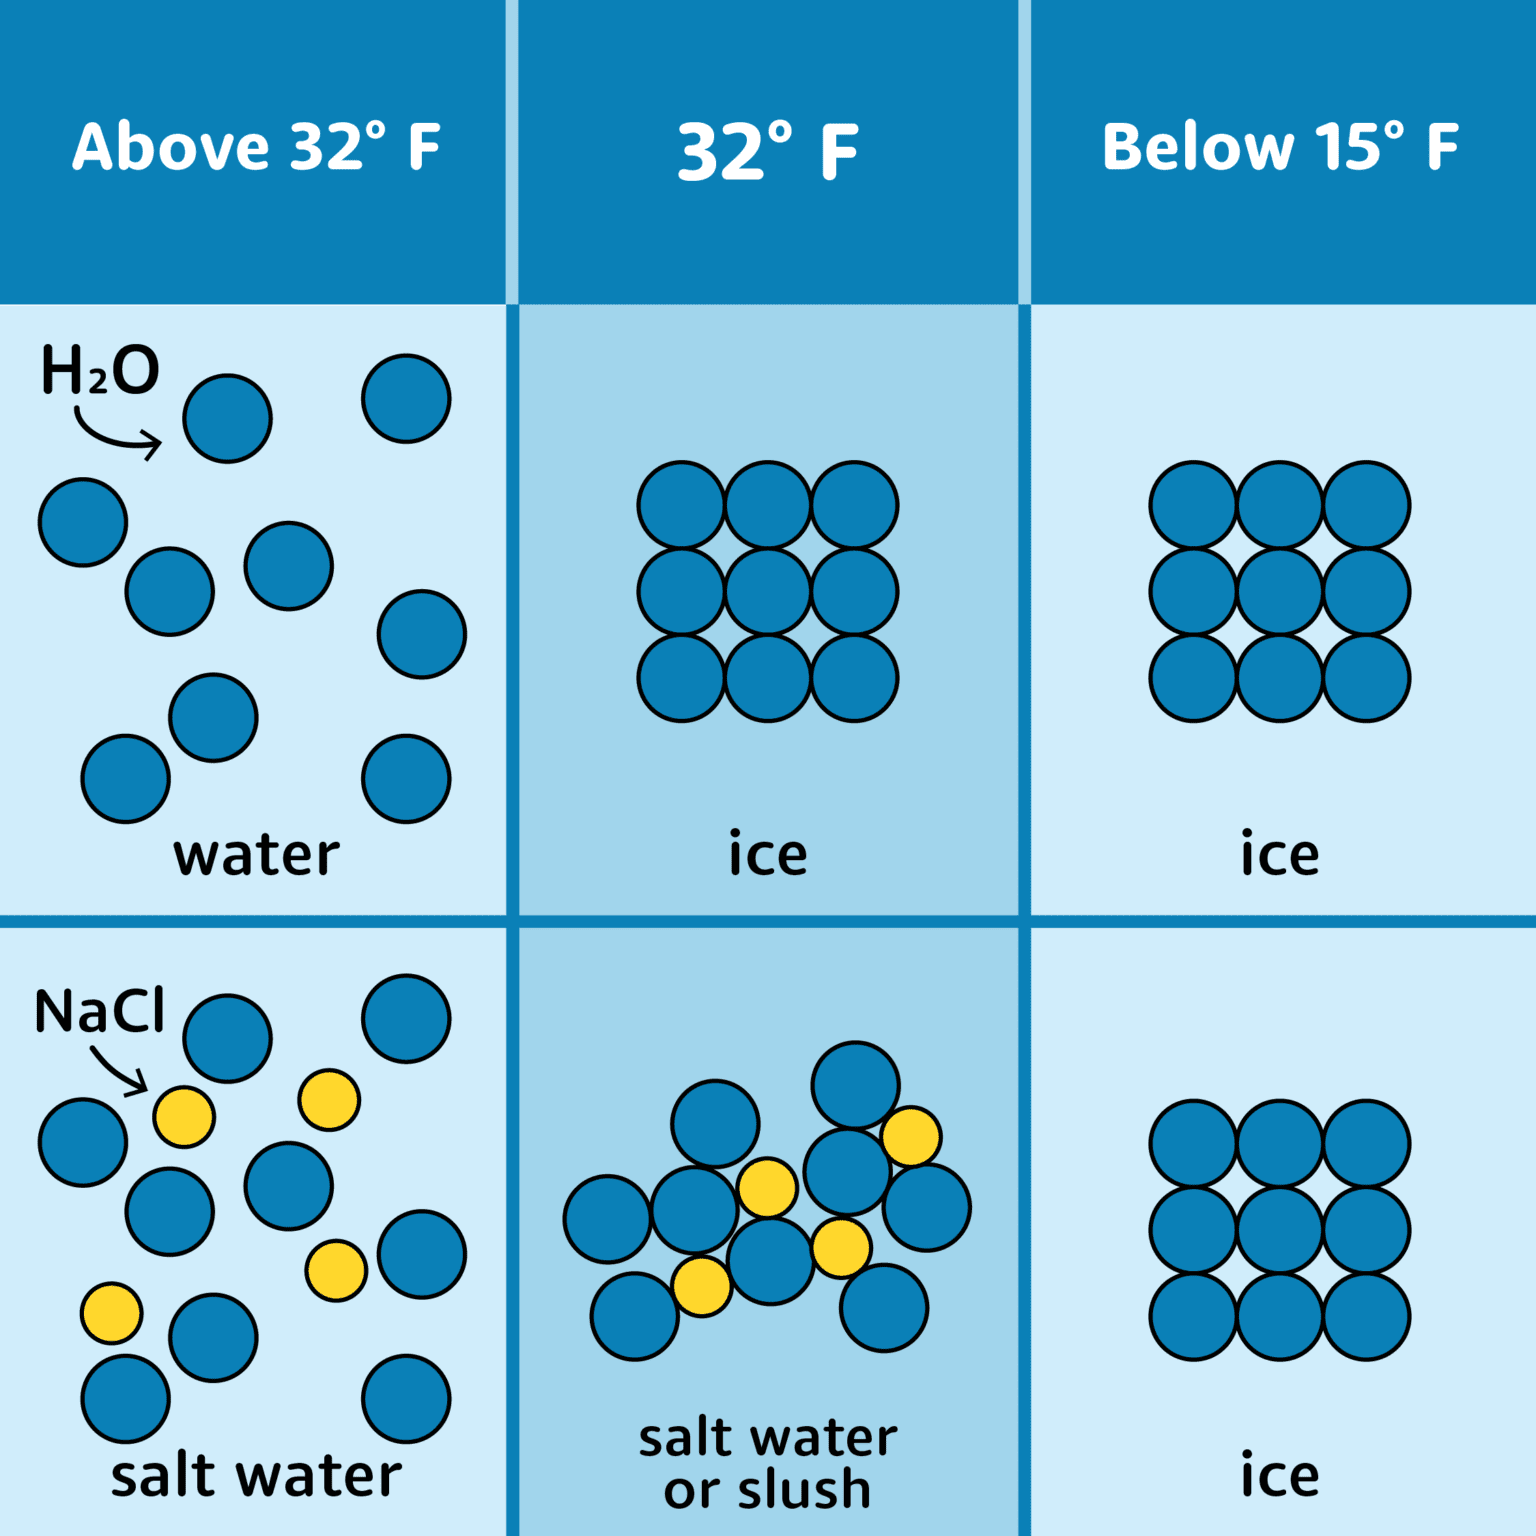 Above 32° F
32° F
Below 15° F
H₂O
water
ice
ice
NaCl
salt water
salt water
or slush
ice